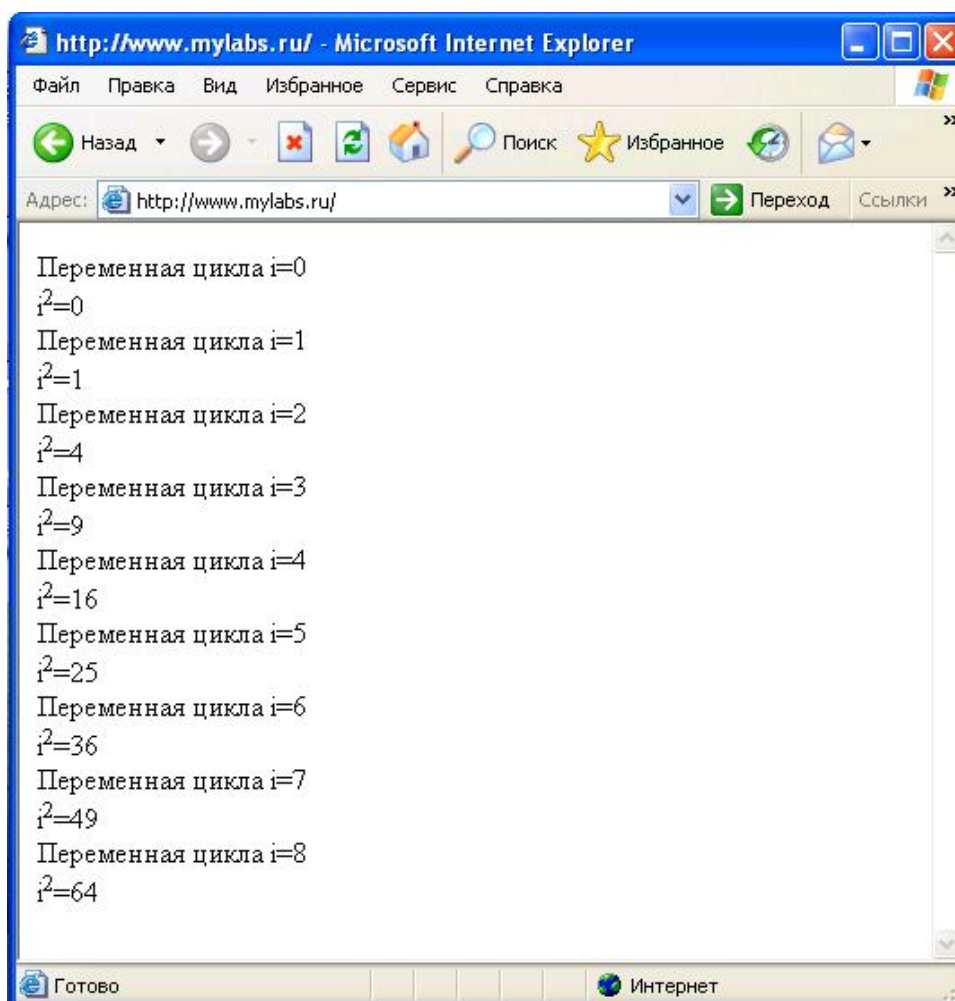 http://www.mylabs.ru/ - Microsoft Internet Explorer
Файл Правка Вид Избранное Сервис Справка
Назад Поиск Избранное
Адрес: http://www.mylabs.ru/ Переход Ссылки
Переменная цикла i=0
i²=0
Переменная цикла i=1
i²=1
Переменная цикла i=2
i²=4
Переменная цикла i=3
i²=9
Переменная цикла i=4
i²=16
Переменная цикла i=5
i²=25
Переменная цикла i=6
i²=36
Переменная цикла i=7
i²=49
Переменная цикла i=8
i²=64
Готово Интернет